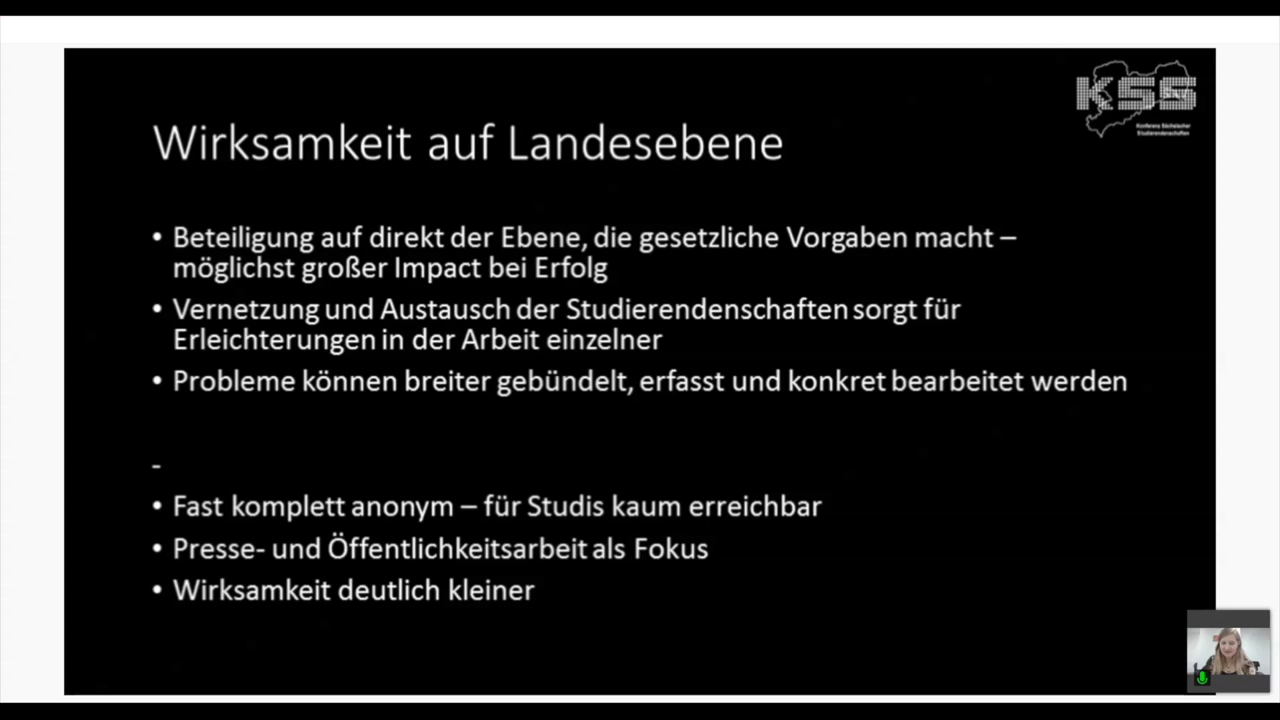 KSS
Konferenz Sächsischer
Studierendenschaften
Wirksamkeit auf Landesebene
• Beteiligung auf direkt der Ebene, die gesetzliche Vorgaben macht –
möglichst großer Impact bei Erfolg
• Vernetzung und Austausch der Studierendenschaften sorgt für
Erleichterungen in der Arbeit einzelner
• Probleme können breiter gebündelt, erfasst und konkret bearbeitet werden
-
• Fast komplett anonym – für Studis kaum erreichbar
• Presse- und Öffentlichkeitsarbeit als Fokus
• Wirksamkeit deutlich kleiner